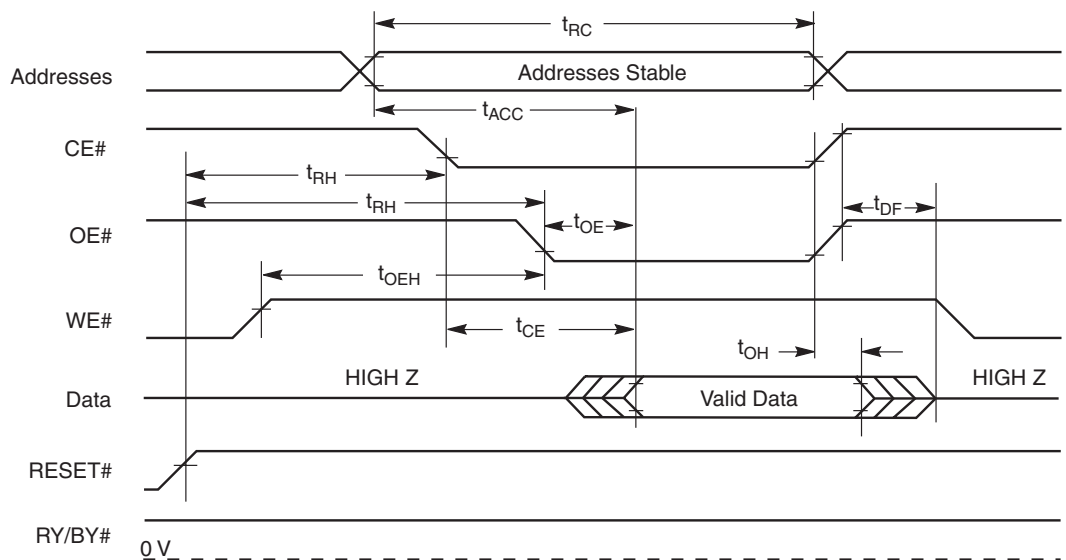 tRC
Addresses
Addresses Stable
tACC
CE#
tRH
tRH
tDF
OE#
tOE
tOEH
WE#
tCE
tOH
HIGH Z
HIGH Z
Data
Valid Data
RESET#
RY/BY#
0 V